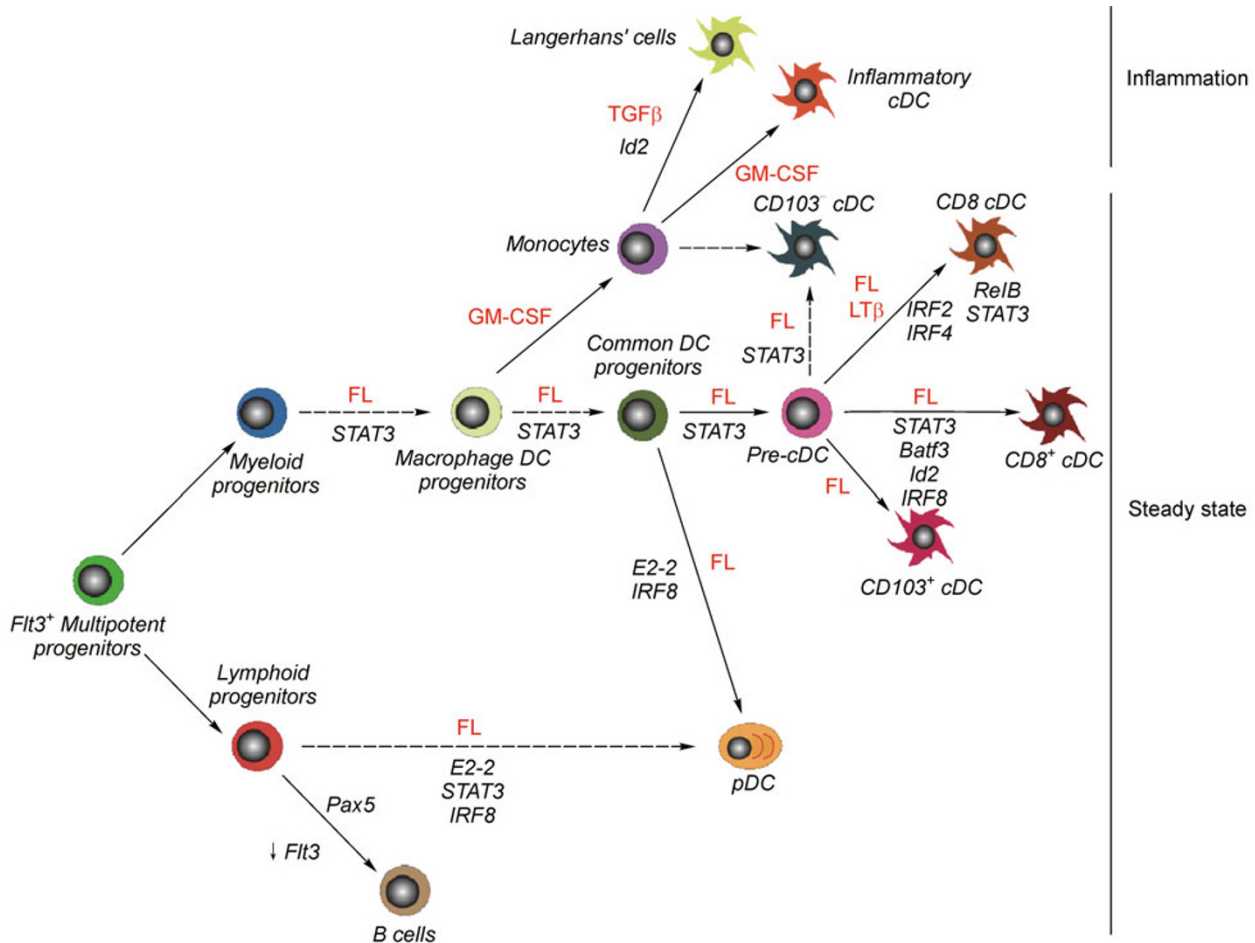 Langerhans' cells
Inflammatory
cDC
Inflammation
TGFβ
Id2
GM-CSF
CD103⁻ cDC
CD8 cDC
Monocytes
FL
LTβ
IRF2
IRF4
RelB
STAT3
GM-CSF
FL
STAT3
Common DC
progenitors
FL
STAT3
Myeloid
progenitors
FL
STAT3
Macrophage DC
progenitors
FL
STAT3
Pre-cDC
FL
STAT3
Batf3
Id2
IRF8
CD8⁺ cDC
FL
CD103⁺ cDC
Steady state
E2-2
IRF8
FL
Flt3⁺ Multipotent
progenitors
Lymphoid
progenitors
FL
E2-2
STAT3
IRF8
pDC
Pax5
↓ Flt3
B cells